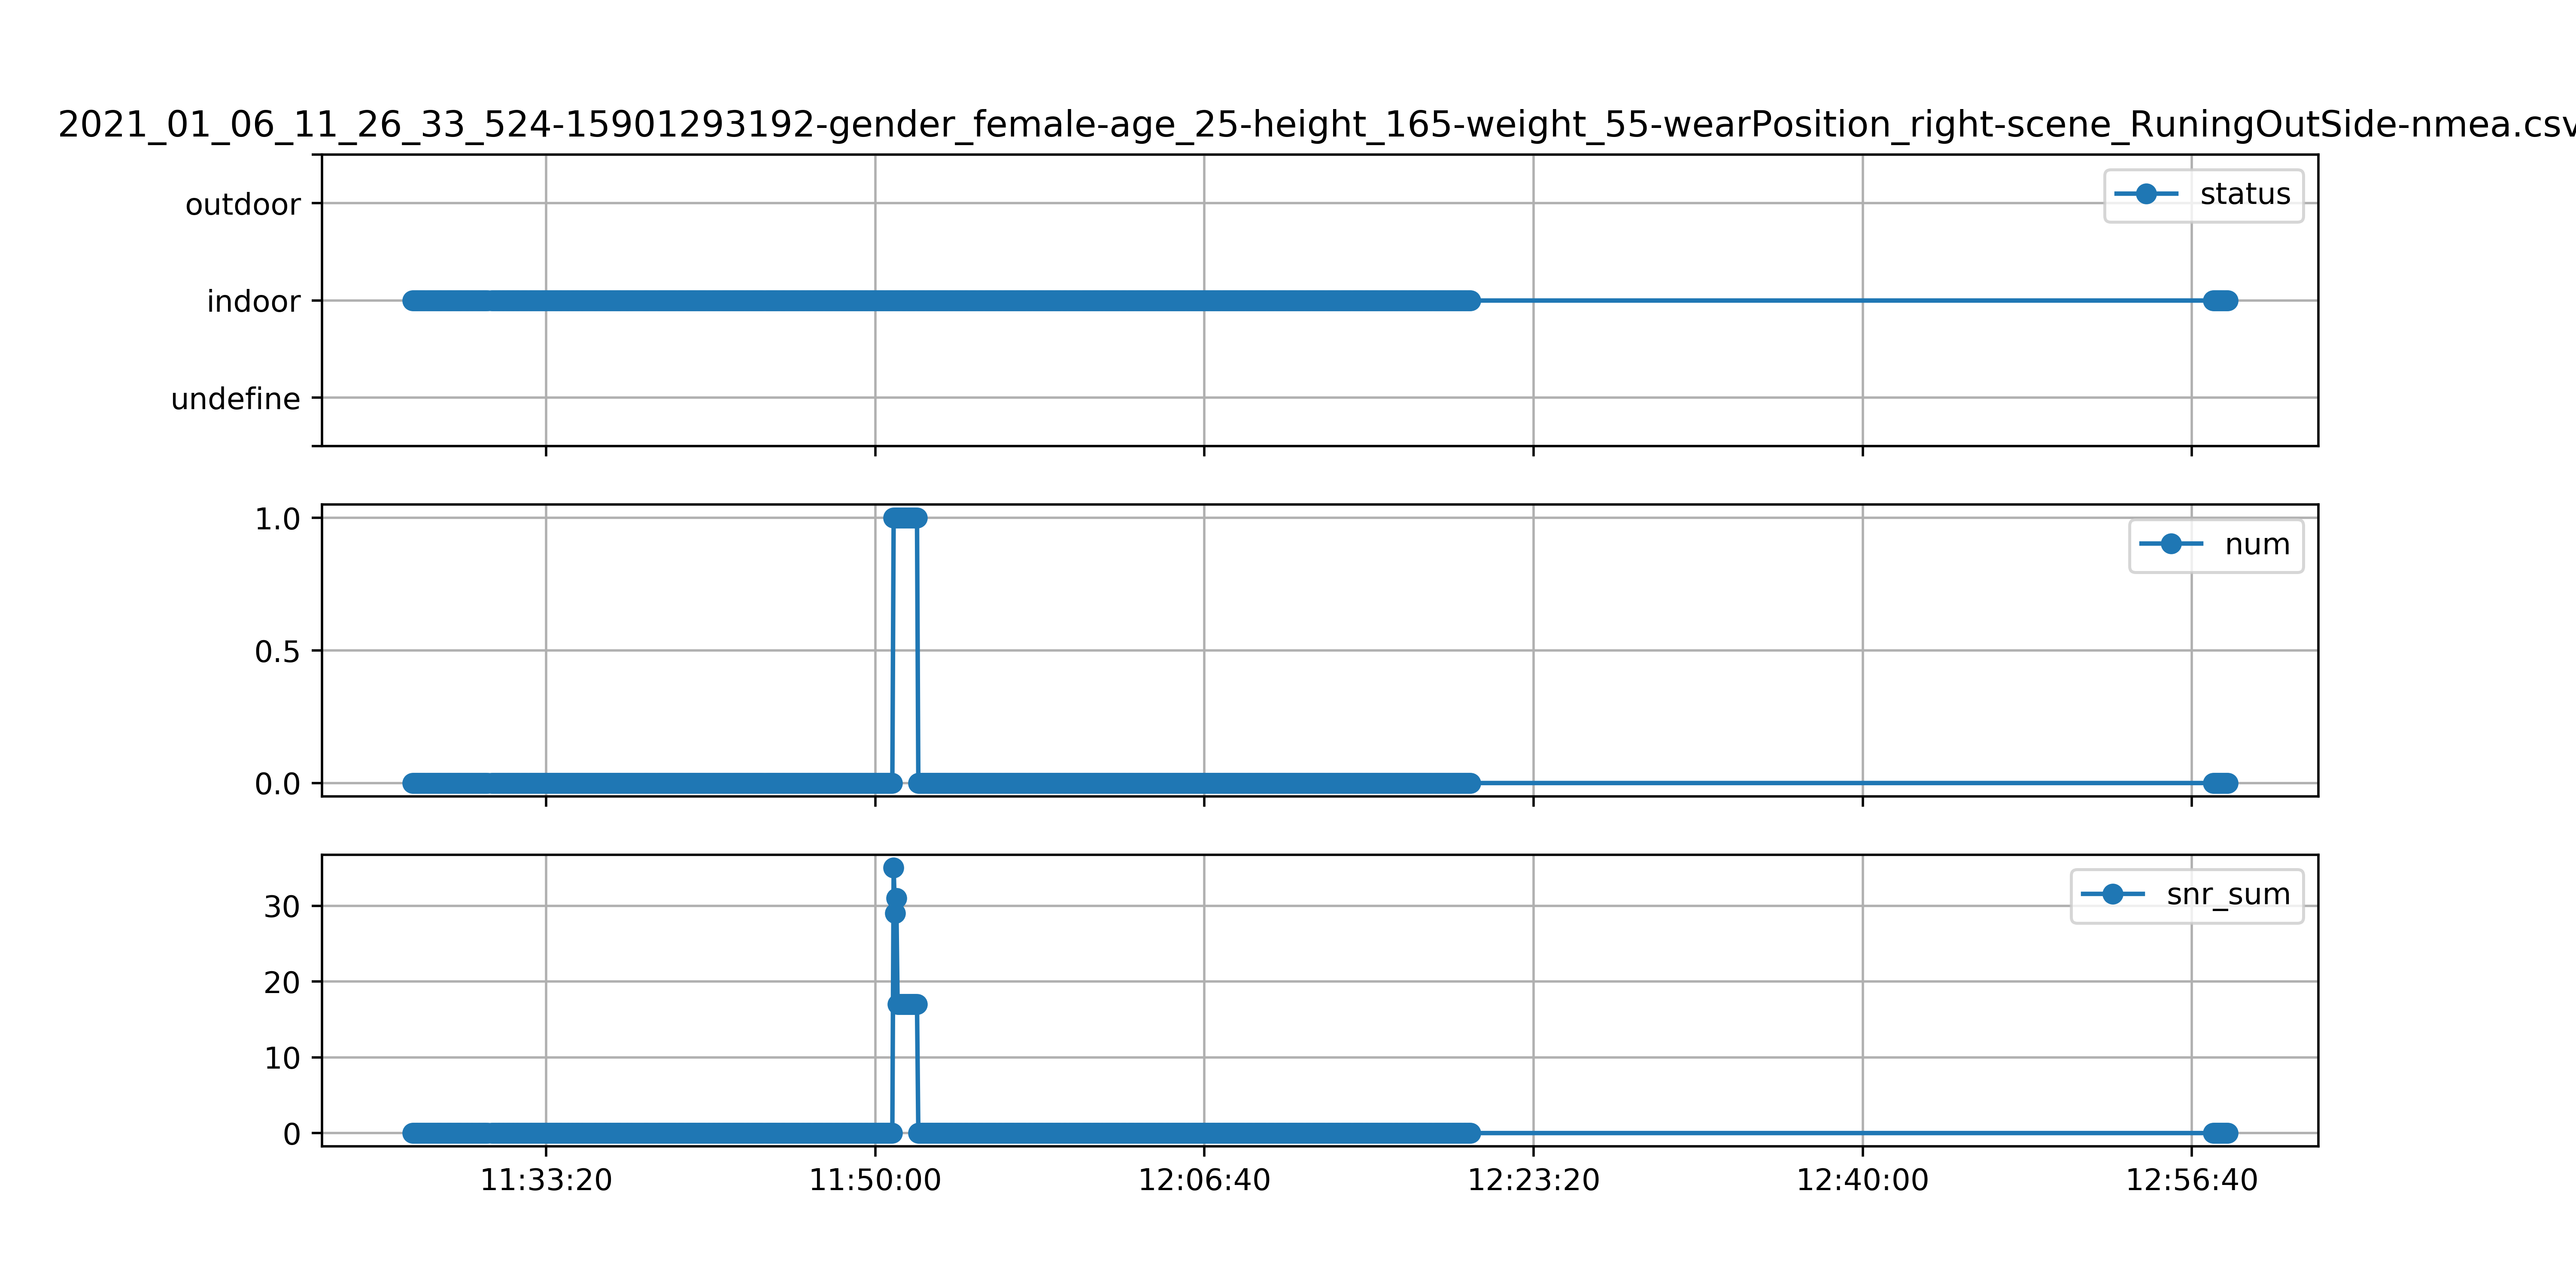 2021_01_06_11_26_33_524-15901293192-gender_female-age_25-height_165-weight_55-wearPosition_right-scene_RuningOutSide-nmea.csv
outdoor
status
indoor
undefine
1.0
num
0.5
0.0
snr_sum
30
20
10
0
11:33:20 11:50:00 12:06:40 12:23:20 12:40:00 12:56:40